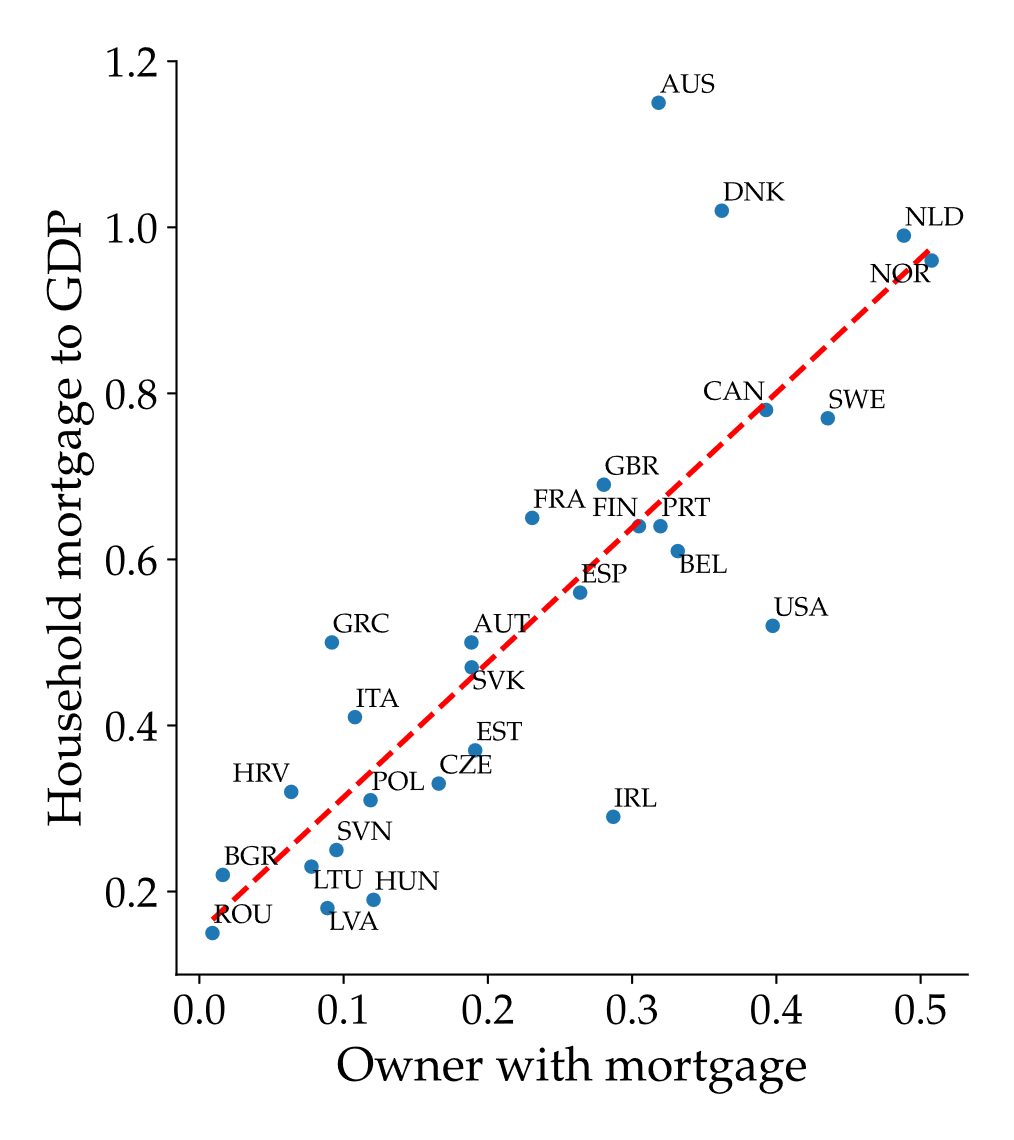 Household mortgage to GDP
1.2
1.0
0.8
0.6
0.4
0.2
AUS
DNK
NLD
NOR
CAN
SWE
GBR
FRA
FIN
PRT
BEL
ESP
USA
GRC
AUT
SVK
ITA
EST
CZE
HRV
POL
IRL
SVN
BGR
LTU
HUN
ROU
LVA
0.0 0.1 0.2 0.3 0.4 0.5
Owner with mortgage